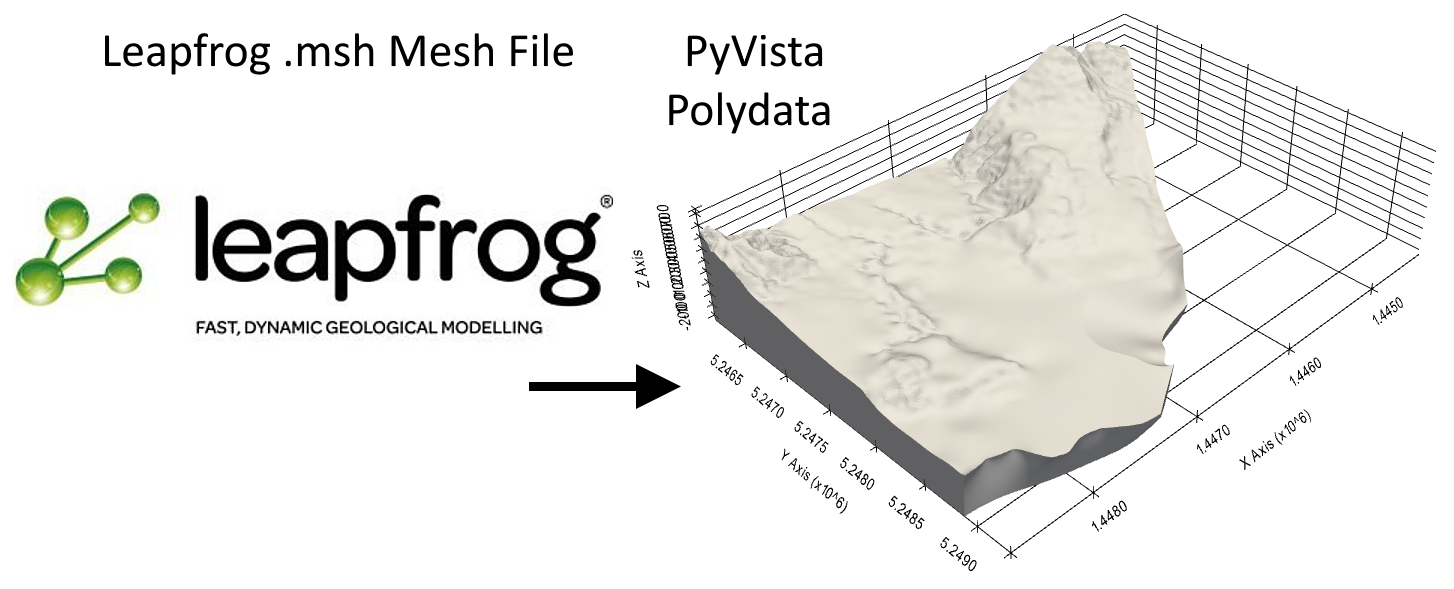 Leapfrog .msh Mesh File
PyVista
Polydata
leapfrog®
FAST, DYNAMIC GEOLOGICAL MODELLING
Z Axis
5.2465
5.2470
5.2475
5.2480
5.2485
5.2490
Y Axis (x10^6)
1.4450
1.4460
1.4470
1.4480
X Axis (x10^6)